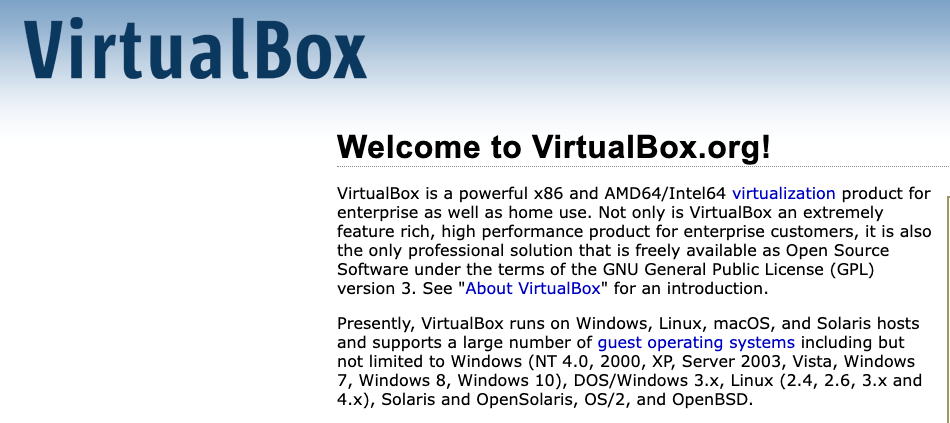 VirtualBox
Welcome to VirtualBox.org!
VirtualBox is a powerful x86 and AMD64/Intel64 virtualization product for
enterprise as well as home use. Not only is VirtualBox an extremely
feature rich, high performance product for enterprise customers, it is also
the only professional solution that is freely available as Open Source
Software under the terms of the GNU General Public License (GPL)
version 3. See "About VirtualBox" for an introduction.
Presently, VirtualBox runs on Windows, Linux, macOS, and Solaris hosts
and supports a large number of guest operating systems including but
not limited to Windows (NT 4.0, 2000, XP, Server 2003, Vista, Windows
7, Windows 8, Windows 10), DOS/Windows 3.x, Linux (2.4, 2.6, 3.x and
4.x), Solaris and OpenSolaris, OS/2, and OpenBSD.